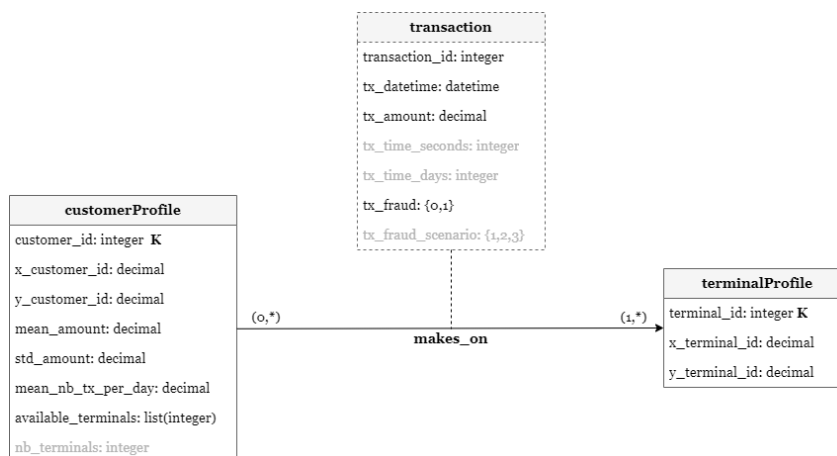 transaction
transaction_id: integer
tx_datetime: datetime
tx_amount: decimal
tx_time_seconds: integer
tx_time_days: integer
tx_fraud: {0,1}
tx_fraud_scenario: {1,2,3}
customerProfile
customer_id: integer K
x_customer_id: decimal
y_customer_id: decimal
mean_amount: decimal
std_amount: decimal
mean_nb_tx_per_day: decimal
available_terminals: list(integer)
nb_terminals: integer
(0,*)
makes_on
(1,*)
terminalProfile
terminal_id: integer K
x_terminal_id: decimal
y_terminal_id: decimal